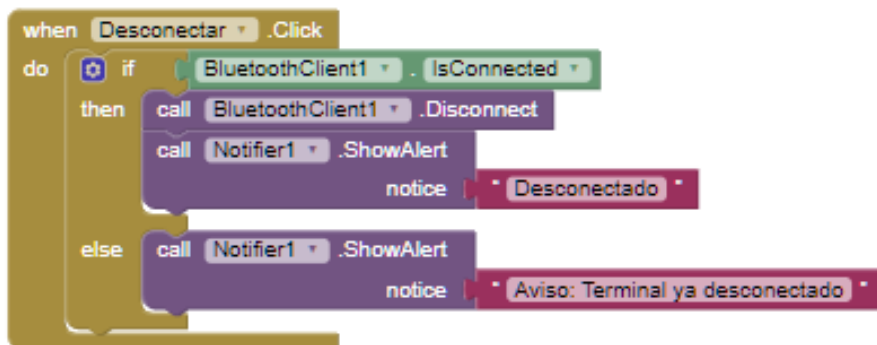 when Desconectar .Click
do if BluetoothClient1 . IsConnected
then call BluetoothClient1 .Disconnect
call Notifier1 .ShowAlert
notice " Desconectado "
else call Notifier1 .ShowAlert
notice " Aviso: Terminal ya desconectado "